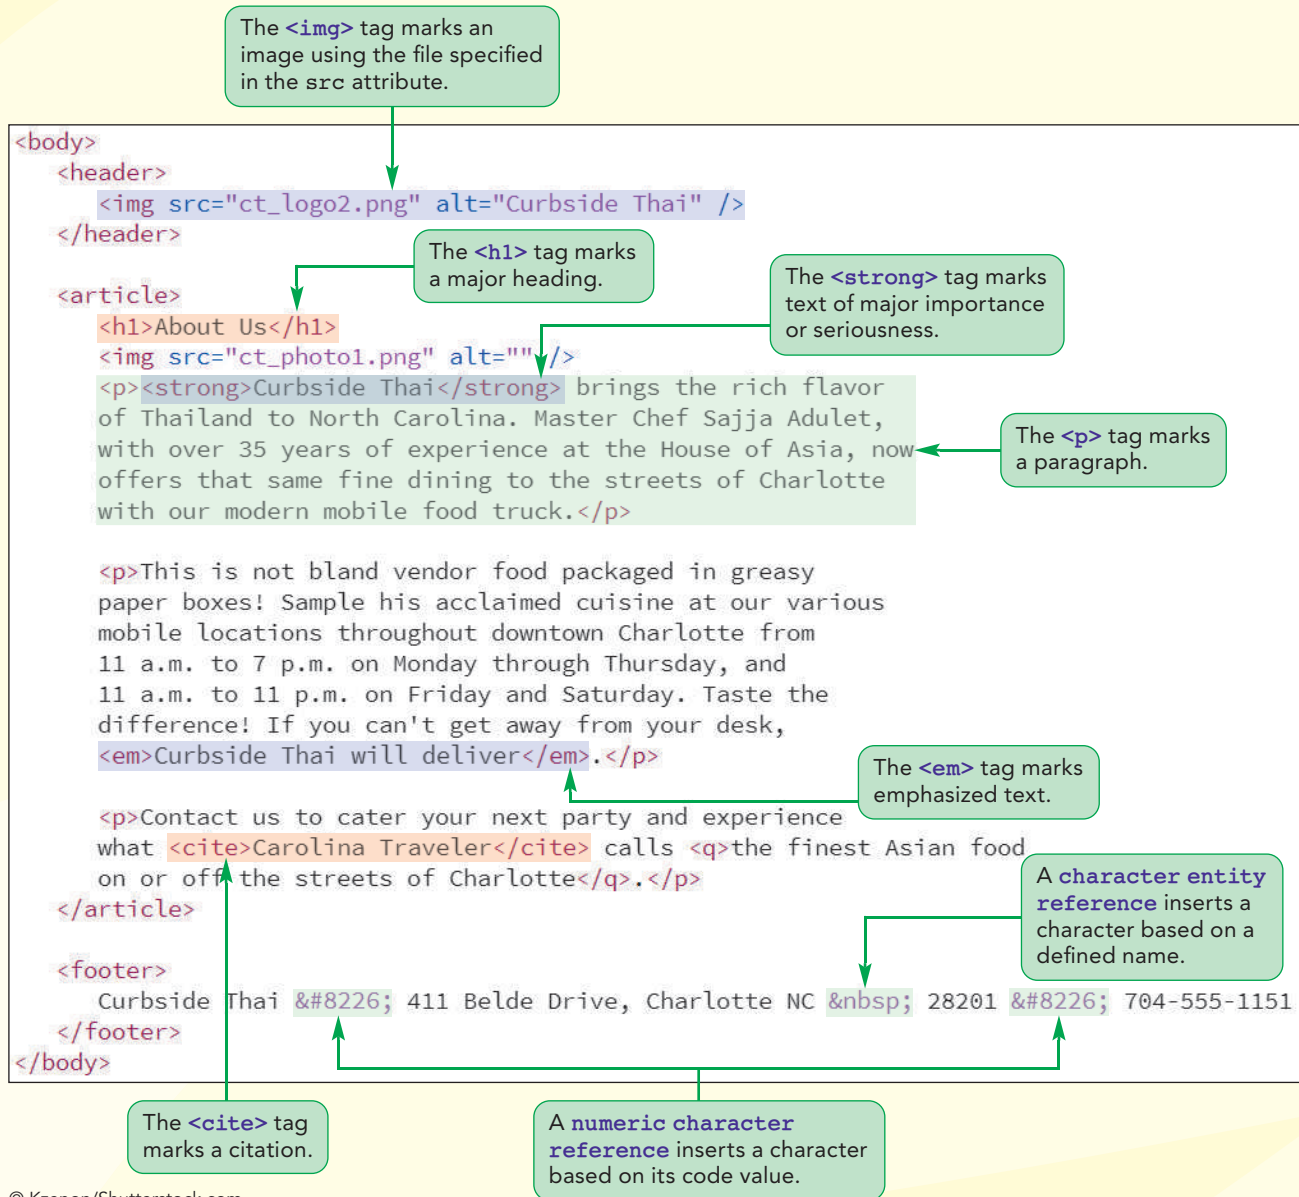 The <img> tag marks an
image using the file specified
in the src attribute.
<body>
<header>
<img src="ct_logo2.png" alt="Curbside Thai" />
</header>
The <h1> tag marks
a major heading.
The <strong> tag marks
text of major importance
or seriousness.
<article>
<h1>About Us</h1>
<img src="ct_photo1.png" alt="" />
<p><strong>Curbside Thai</strong> brings the rich flavor
of Thailand to North Carolina. Master Chef Sajja Adulet,
with over 35 years of experience at the House of Asia, now
offers that same fine dining to the streets of Charlotte
with our modern mobile food truck.</p>
The <p> tag marks
a paragraph.
<p>This is not bland vendor food packaged in greasy
paper boxes! Sample his acclaimed cuisine at our various
mobile locations throughout downtown Charlotte from
11 a.m. to 7 p.m. on Monday through Thursday, and
11 a.m. to 11 p.m. on Friday and Saturday. Taste the
difference! If you can't get away from your desk,
<em>Curbside Thai will deliver</em>.</p>
The <em> tag marks
emphasized text.
<p>Contact us to cater your next party and experience
what <cite>Carolina Traveler</cite> calls <q>the finest Asian food
on or off the streets of Charlotte</q>.</p>
</article>
A character entity
reference inserts a
character based on a
defined name.
<footer>
Curbside Thai &#8226; 411 Belde Drive, Charlotte NC &nbsp; 28201 &#8226; 704-555-1151
</footer>
</body>
The <cite> tag
marks a citation.
A numeric character
reference inserts a character
based on its code value.